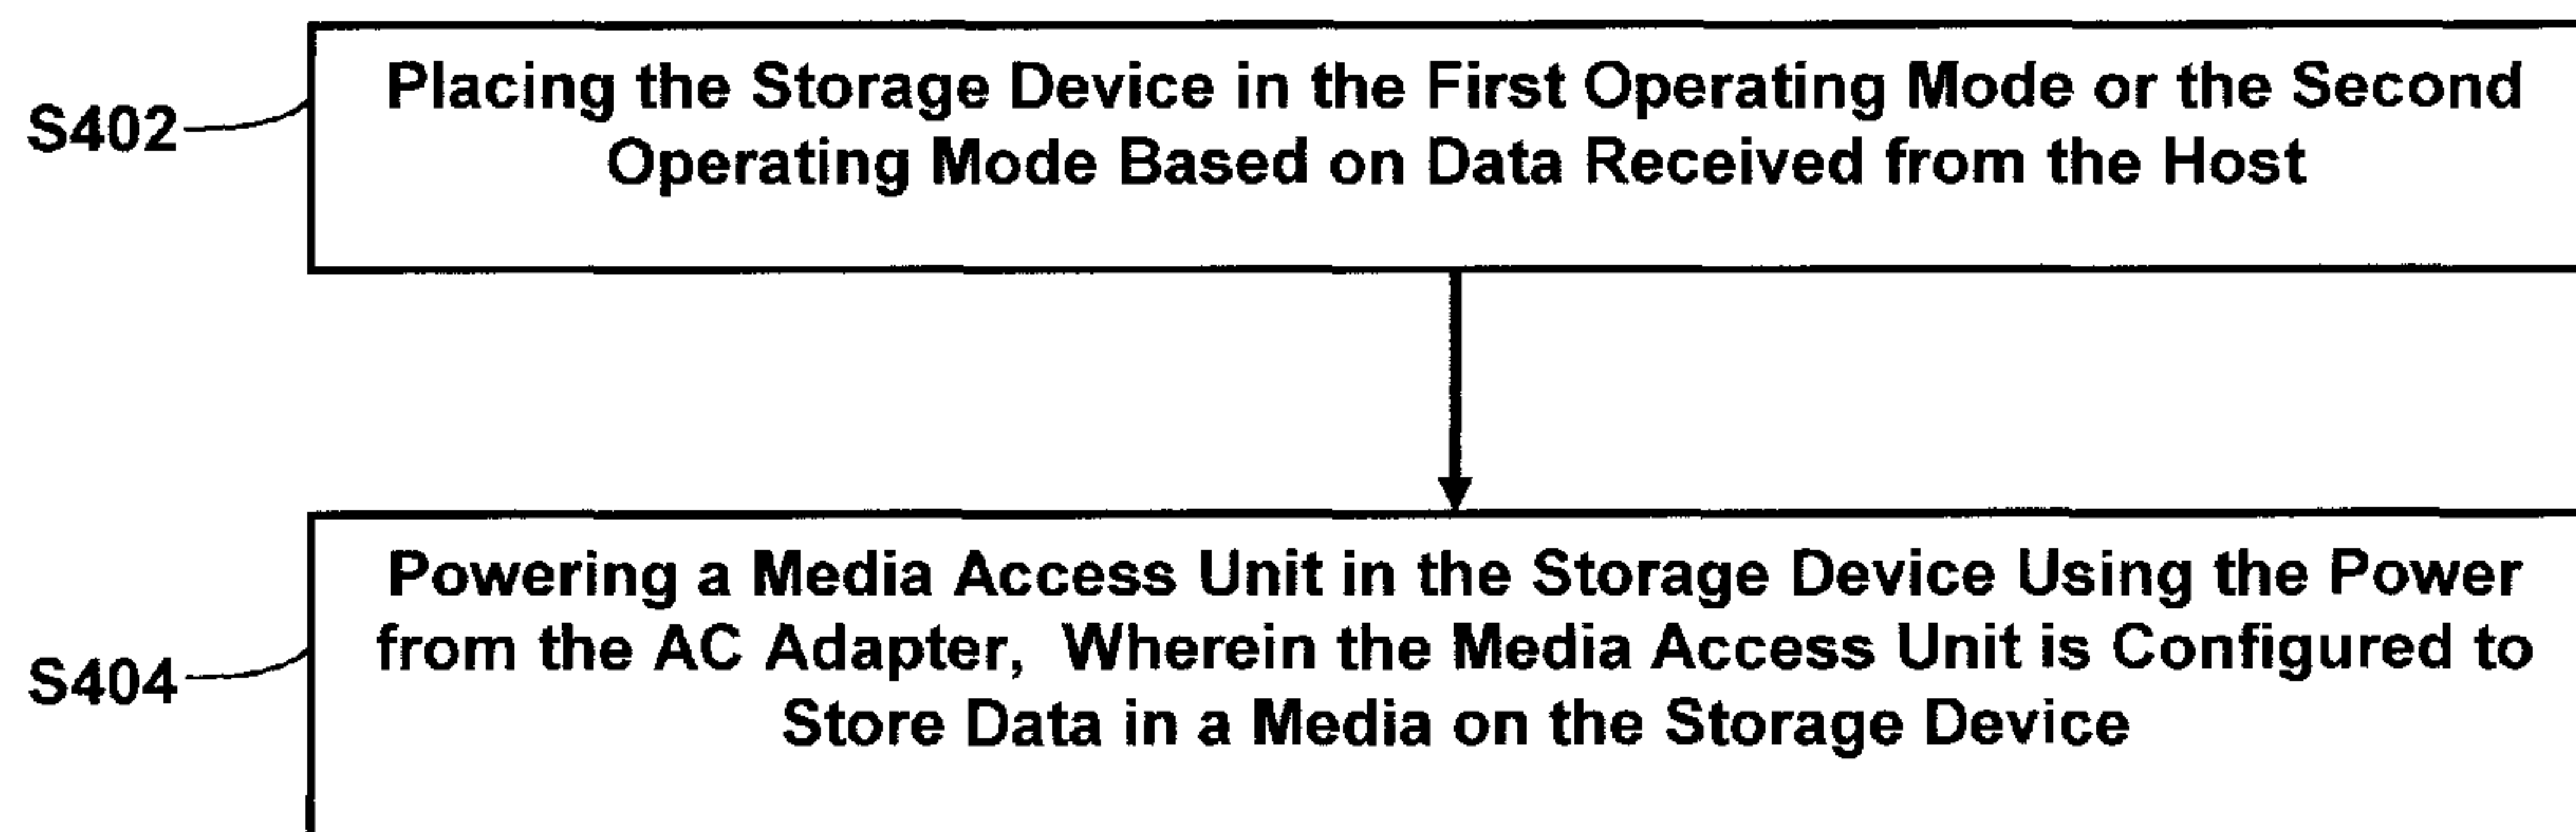 S402
Placing the Storage Device in the First Operating Mode or the Second
Operating Mode Based on Data Received from the Host
S404
Powering a Media Access Unit in the Storage Device Using the Power
from the AC Adapter, Wherein the Media Access Unit is Configured to
Store Data in a Media on the Storage Device